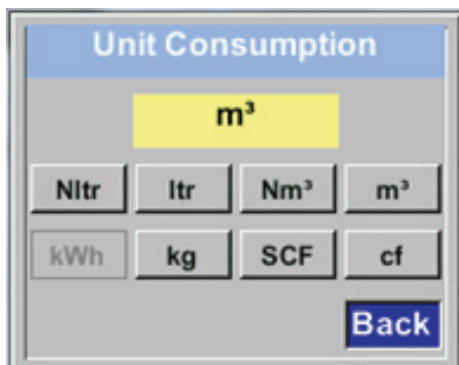 Unit Consumption
m³
Nltr ltr Nm³ m³
kWh kg SCF cf
Back